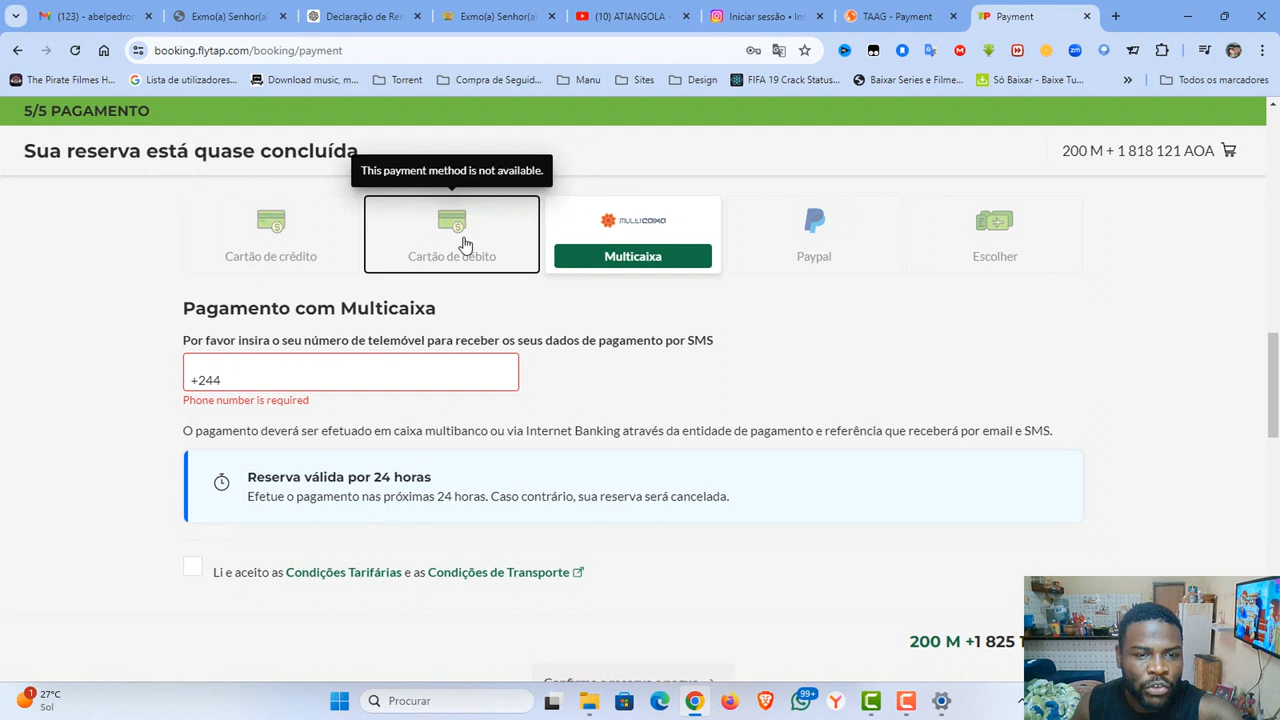 (123) - abelpedro
Exmo(a) Senhor(a)
Declaração de Re
Exmo(a) Senhor(a)
(10) ATIANGOLA -
Iniciar sessão • In
TAAG - Payment
Payment
booking.flytap.com/booking/payment
The Pirate Filmes H...
Lista de utilizadores...
Download music, m...
Torrent
Compra de Seguid...
Manu
Sites
Design
FIFA 19 Crack Status...
Baixar Series e Filme...
Só Baixar - Baixe Tu...
Todos os marcadores
5/5 PAGAMENTO
Sua reserva está quase concluída
200 M + 1 818 121 AOA
This payment method is not available.
MULTICAIXA
Cartão de crédito
Cartão de débito
Multicaixa
Paypal
Escolher
Pagamento com Multicaixa
Por favor insira o seu número de telemóvel para receber os seus dados de pagamento por SMS
+244
Phone number is required
O pagamento deverá ser efetuado em caixa multibanco ou via Internet Banking através da entidade de pagamento e referência que receberá por email e SMS.
Reserva válida por 24 horas
Efetue o pagamento nas próximas 24 horas. Caso contrário, sua reserva será cancelada.
Li e aceito as Condições Tarifárias e as Condições de Transporte
200 M +1 825 1
27°C
Sol
1
Procurar
99+